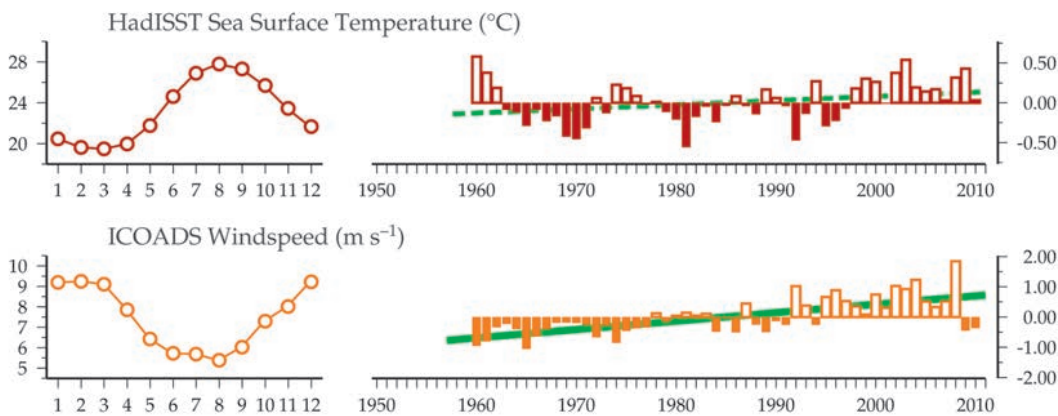 HadISST Sea Surface Temperature (°C)
28
24
20
0.50
0.00
-0.50
1 2 3 4 5 6 7 8 9 10 11 12
1950 1960 1970 1980 1990 2000 2010
ICOADS Windspeed (m s⁻¹)
10
9
8
7
6
5
2.00
1.00
0.00
-1.00
-2.00
1 2 3 4 5 6 7 8 9 10 11 12
1950 1960 1970 1980 1990 2000 2010